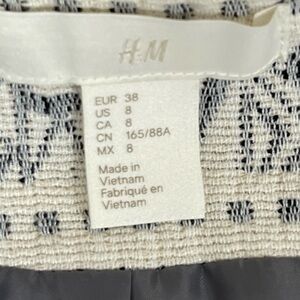 H&M
EUR 38
US 8
CA 8
CN 165/88A
MX 8
Made in
Vietnam
Fabriqué en
Vietnam